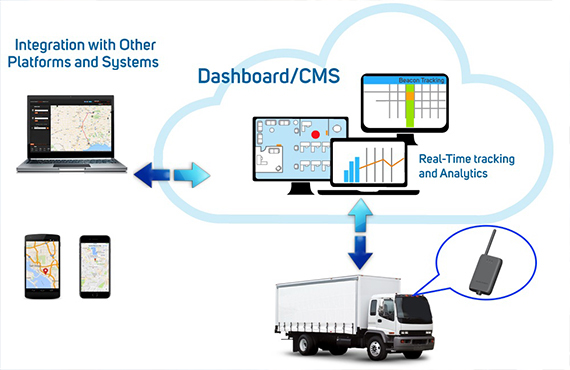 Integration with Other
Platforms and Systems
Dashboard/CMS
Beacon Tracking
Real-Time tracking
and Analytics